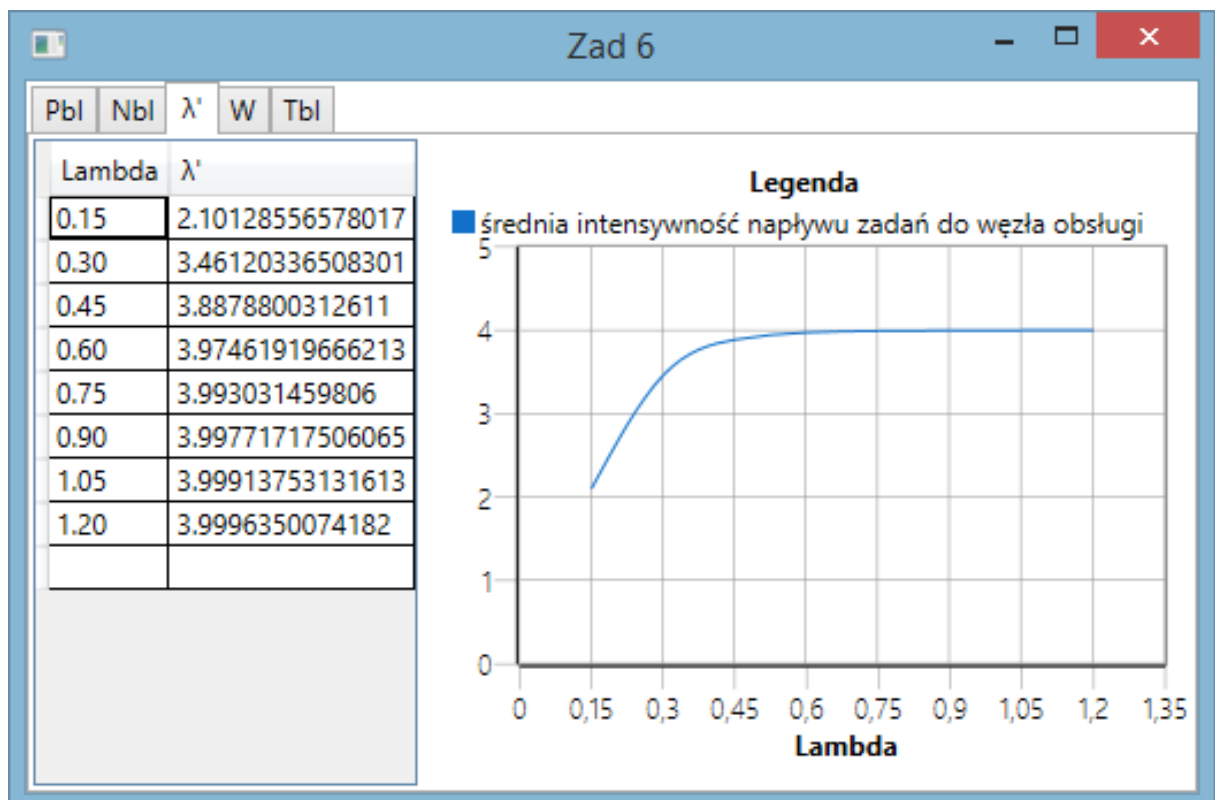 Zad 6
Pbl Nbl λ' W Tbl
Lambda λ'
0.15 2.10128556578017
0.30 3.46120336508301
0.45 3.8878800312611
0.60 3.97461919666213
0.75 3.993031459806
0.90 3.99771717506065
1.05 3.99913753131613
1.20 3.9996350074182
Legenda
średnia intensywność napływu zadań do węzła obsługi
5
4
3
2
1
0
0 0,15 0,3 0,45 0,6 0,75 0,9 1,05 1,2 1,35
Lambda